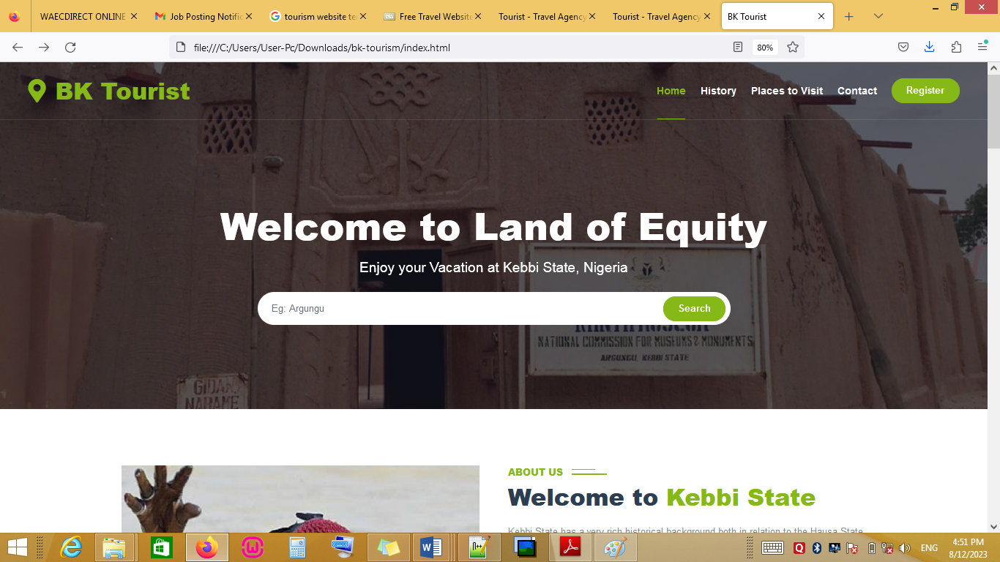 WAECDIRECT ONLINE
Job Posting Notific
tourism website te
Free Travel Website
Tourist - Travel Agency
Tourist - Travel Agency
BK Tourist
file:///C:/Users/User-Pc/Downloads/bk-tourism/index.html
80%
BK Tourist
Home
History
Places to Visit
Contact
Register
Welcome to Land of Equity
Enjoy your Vacation at Kebbi State, Nigeria
Eg: Argungu
Search
NATIONAL COMMISSION FOR MUSEUMS & MONUMENTS
ARGUNGU, KEBBI STATE
GIDAN
NABAME
ABOUT US
Welcome to Kebbi State
Kebbi State has a very rich historical background both in relation to the Hausa State
ENG
4:51 PM
8/12/2023